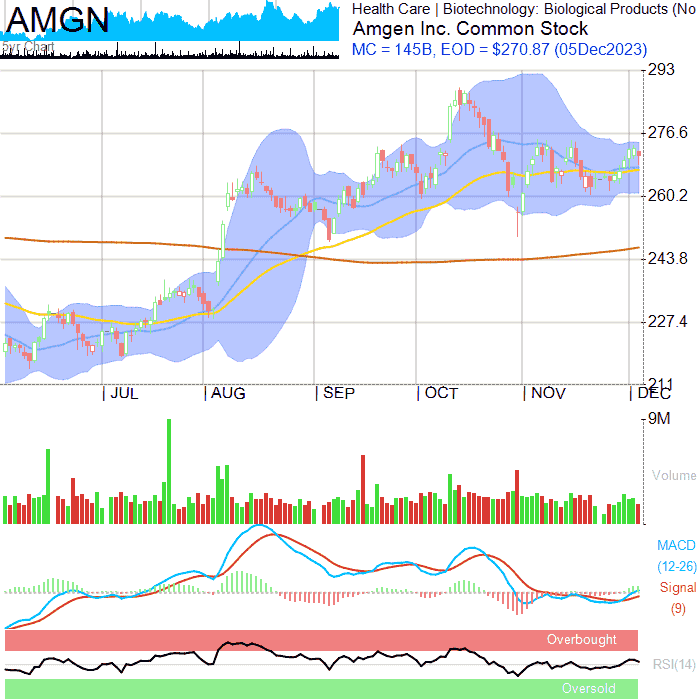 AMGN
5yr Chart
Health Care | Biotechnology: Biological Products (No
Amgen Inc. Common Stock
MC = 145B, EOD = $270.87 (05Dec2023)
293
276.6
260.2
243.8
227.4
211
JUL
AUG
SEP
OCT
NOV
DEC
9M
Volume
MACD
(12-26)
Signal
(9)
Overbought
RSI(14)
Oversold